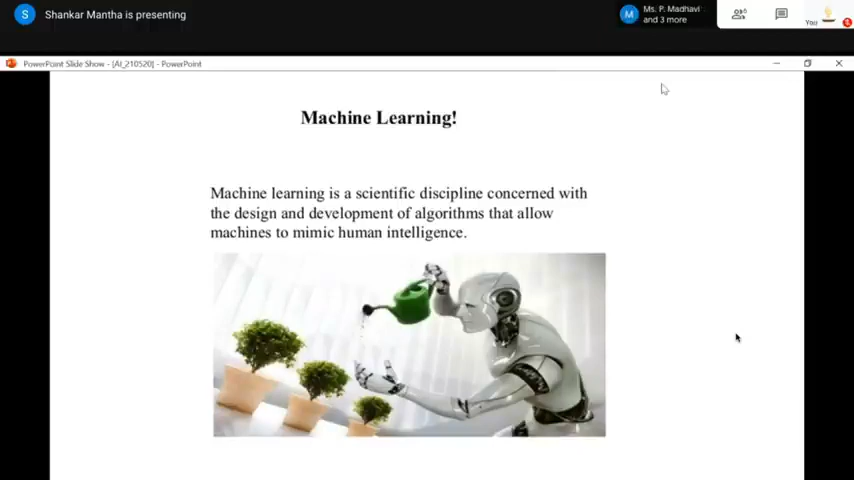 S
Shankar Mantha is presenting
M
Ms. P. Madhavi
and 3 more
6
You
PowerPoint Slide Show - [AI_210520] - PowerPoint
Machine Learning!
Machine learning is a scientific discipline concerned with
the design and development of algorithms that allow
machines to mimic human intelligence.